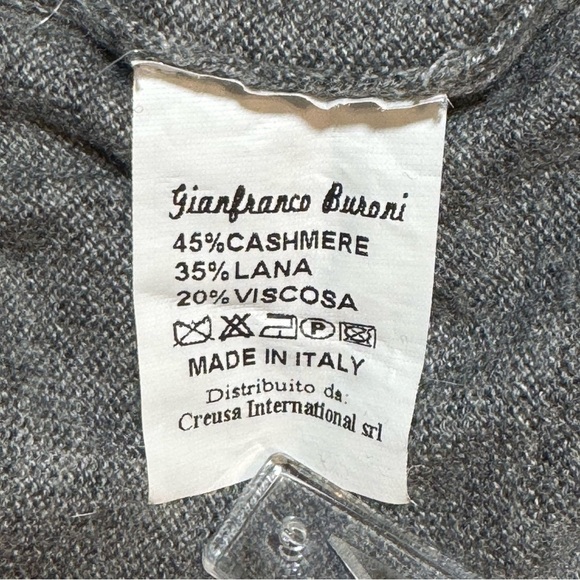 Gianfranco Buroni
45%CASHMERE
35%LANA
20%VISCOSA
P
MADE IN ITALY
Distribuito da:
Creusa International srl